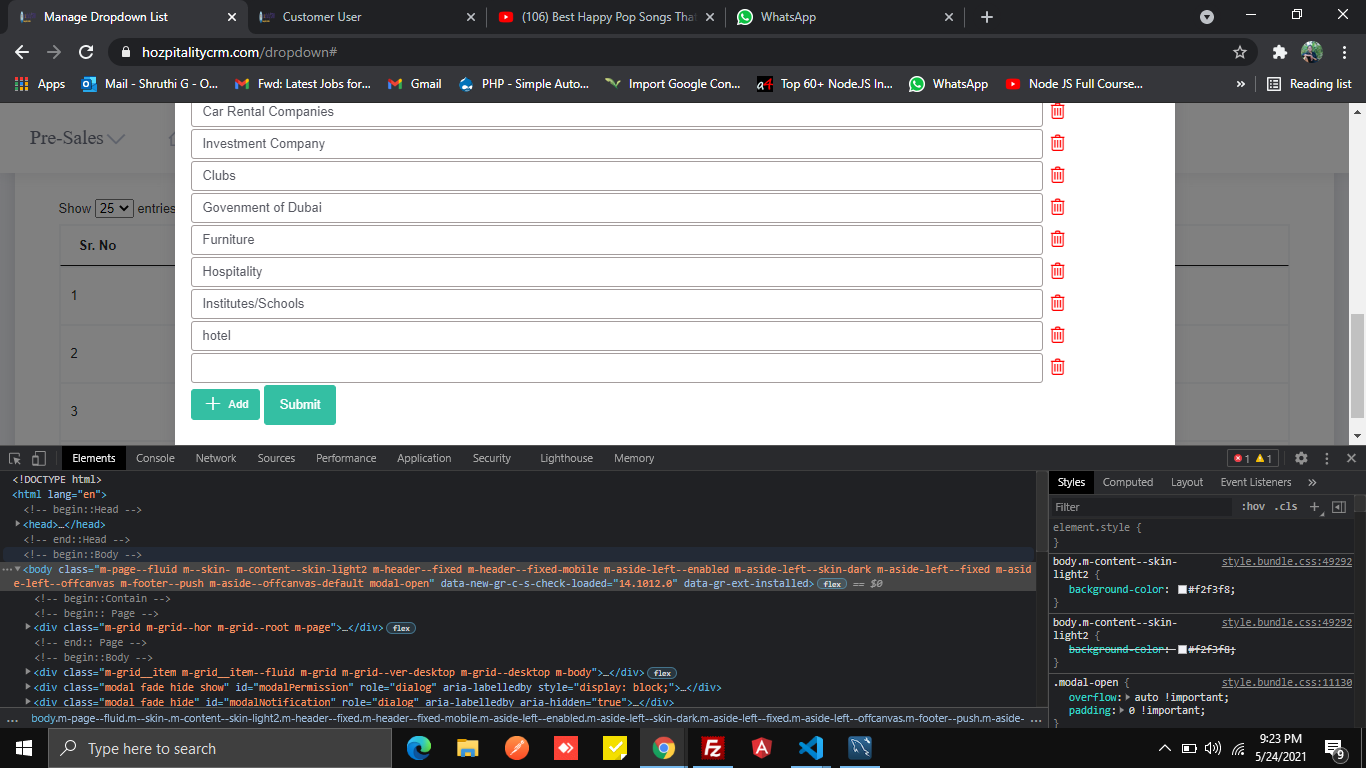 Manage Dropdown List
Customer User
(106) Best Happy Pop Songs Tha
WhatsApp
hozpitalitycrm.com/dropdown#
Apps
Mail - Shruthi G - O...
Fwd: Latest Jobs for...
Gmail
PHP - Simple Auto...
Import Google Con...
Top 60+ NodeJS In...
WhatsApp
Node JS Full Course...
»
Reading list
Pre-Sales
Car Rental Companies
Investment Company
Clubs
Show 25 entries
Govenment of Dubai
Sr. No
Furniture
Hospitality
1
Institutes/Schools
hotel
2
3
Add
Submit
Elements Console Network Sources Performance Application Security Lighthouse Memory
1 1
<!DOCTYPE html>
<html lang="en">
<!-- begin::Head -->
<head>…</head>
<!-- end::Head -->
<!-- begin::Body -->
<body class="m-page--fluid m--skin- m-content--skin-light2 m-header--fixed m-header--fixed-mobile m-aside-left--enabled m-aside-left--skin-dark m-aside-left--fixed m-asid
e-left--offcanvas m-footer--push m-aside--offcanvas-default modal-open" data-new-gr-c-s-check-loaded="14.1012.0" data-gr-ext-installed> flex == $0
<!-- begin::Contain -->
<!-- begin:: Page -->
<div class="m-grid m-grid--hor m-grid--root m-page">…</div> flex
<!-- end:: Page -->
<!-- begin::Body -->
<div class="m-grid__item m-grid__item--fluid m-grid m-grid--ver-desktop m-grid--desktop m-body">…</div> flex
<div class="modal fade hide show" id="modalPermission" role="dialog" aria-labelledby style="display: block;">…</div>
<div class="modal fade hide" id="modalNotification" role="dialog" aria-labelledby aria-hidden="true">…</div>
... body.m-page--fluid.m--skin-.m-content--skin-light2.m-header--fixed.m-header--fixed-mobile.m-aside-left--enabled.m-aside-left--skin-dark.m-aside-left--fixed.m-aside-left--offcanvas.m-footer--push.m-aside- ...
Styles Computed Layout Event Listeners »
Filter :hov .cls +
element.style {
}
body.m-content--skin- style.bundle.css:49292
light2 {
background-color: #f2f3f8;
}
body.m-content--skin- style.bundle.css:49292
light2 {
background-color: #f2f3f8;
}
.modal-open { style.bundle.css:11130
overflow: auto !important;
padding: 0 !important;
}
Type here to search
9:23 PM
5/24/2021
9